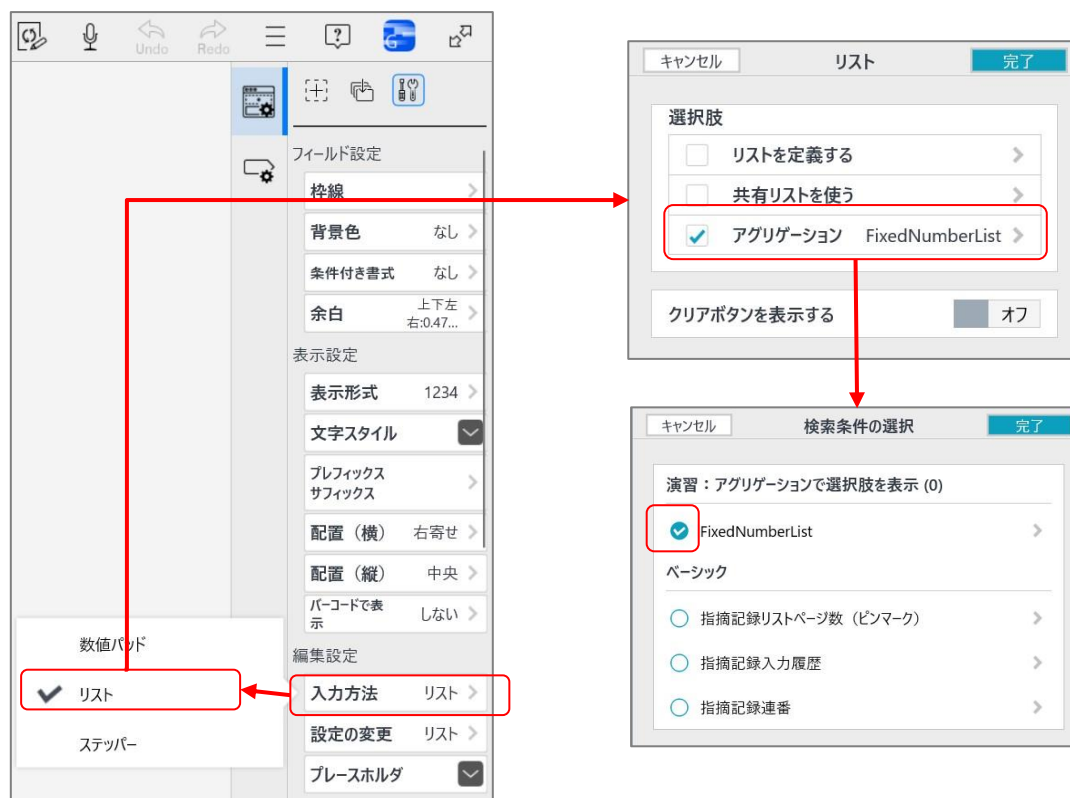 Undo
Redo
フィールド設定
枠線
背景色 なし
条件付き書式 なし
余白 上下左
右:0.47...
表示設定
表示形式 1234
文字スタイル
プレフィックス
サフィックス
配置（横） 右寄せ
配置（縦） 中央
バーコードで表
示 しない
編集設定
入力方法 リスト
設定の変更 リスト
プレースホルダ
数値パッド
リスト
ステッパー
キャンセル リスト 完了
選択肢
リストを定義する
共有リストを使う
アグリゲーション FixedNumberList
クリアボタンを表示する オフ
キャンセル 検索条件の選択 完了
演習：アグリゲーションで選択肢を表示 (0)
FixedNumberList
ベーシック
指摘記録リストページ数（ピンマーク）
指摘記録入力履歴
指摘記録連番